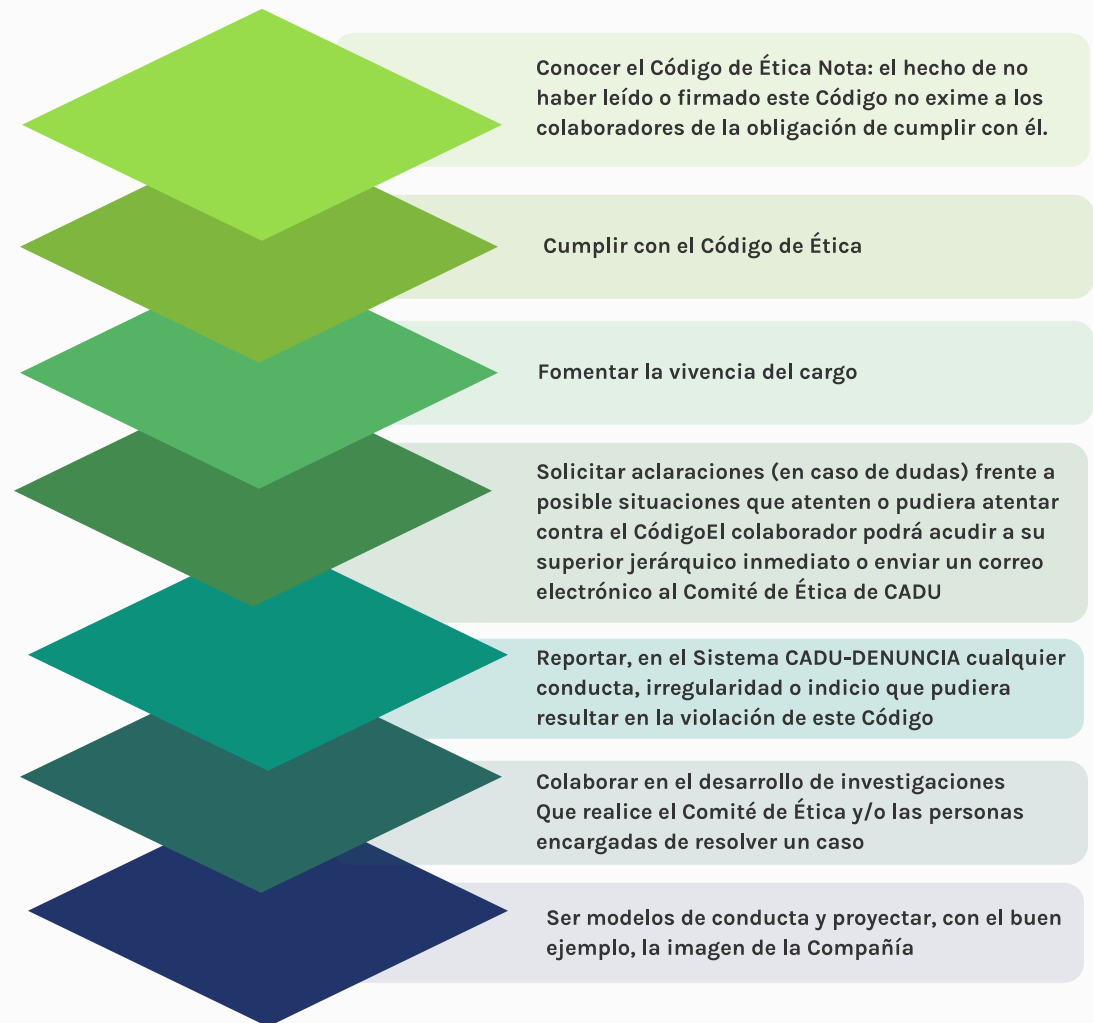 Conocer el Código de Ética Nota: el hecho de no
haber leído o firmado este Código no exime a los
colaboradores de la obligación de cumplir con él.
Cumplir con el Código de Ética
Fomentar la vivencia del cargo
Solicitar aclaraciones (en caso de dudas) frente a
posible situaciones que atenten o pudiera atentar
contra el CódigoEl colaborador podrá acudir a su
superior jerárquico inmediato o enviar un correo
electrónico al Comité de Ética de CADU
Reportar, en el Sistema CADU-DENUNCIA cualquier
conducta, irregularidad o indicio que pudiera
resultar en la violación de este Código
Colaborar en el desarrollo de investigaciones
Que realice el Comité de Ética y/o las personas
encargadas de resolver un caso
Ser modelos de conducta y proyectar, con el buen
ejemplo, la imagen de la Compañía